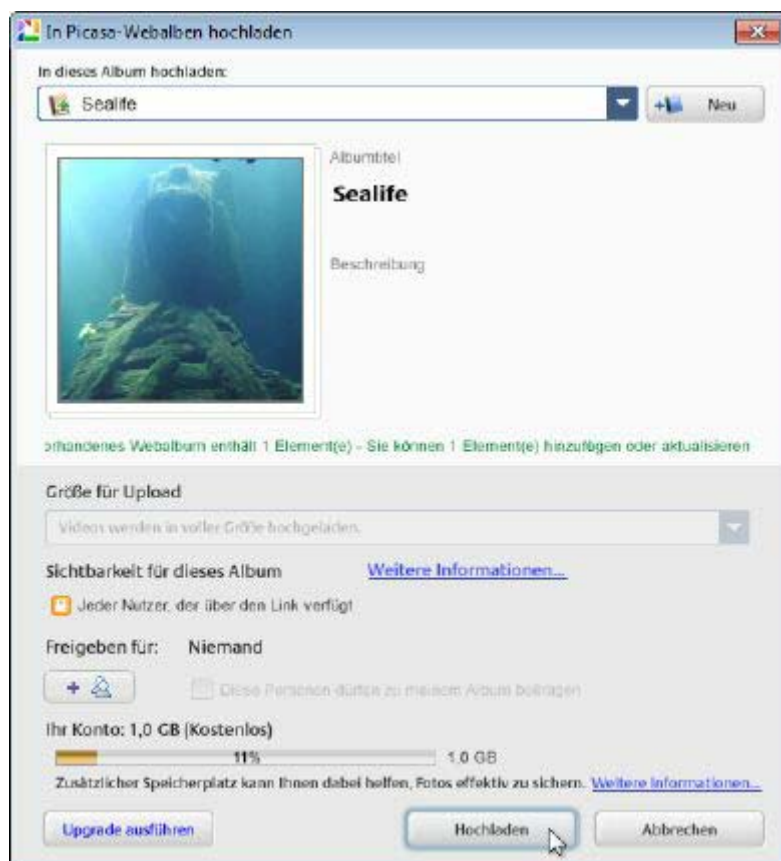 In Picasa-Webalben hochladen
In dieses Album hochladen:
Sealife
Neu
Albumtitel
Sealife
Beschreibung
orhandenes Webalbum enthält 1 Element(e) - Sie können 1 Element(e) hinzufügen oder aktualisieren
Größe für Upload
Videos werden in voller Größe hochgeladen.
Sichtbarkeit für dieses Album Weitere Informationen...
Jeder Nutzer, der über den Link verfügt
Freigeben für: Niemand
Diese Personen dürfen zu meinem Album beitragen
Ihr Konto: 1,0 GB (Kostenlos)
11% 1.0 GB
Zusätzlicher Speicherplatz kann Ihnen dabei helfen, Fotos effektiv zu sichern. Weitere Informationen...
Upgrade ausführen Hochladen Abbrechen